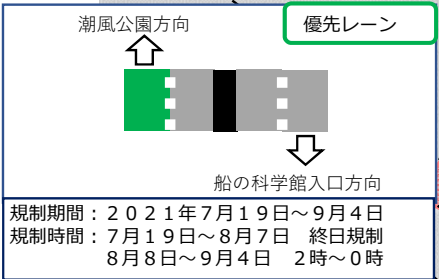 潮風公園方向
優先レーン
船の科学館入口方向
規制期間：２０２１年７月１９日～９月４日
規制時間：７月１９日～８月７日　終日規制
８月８日～９月４日　２時～０時